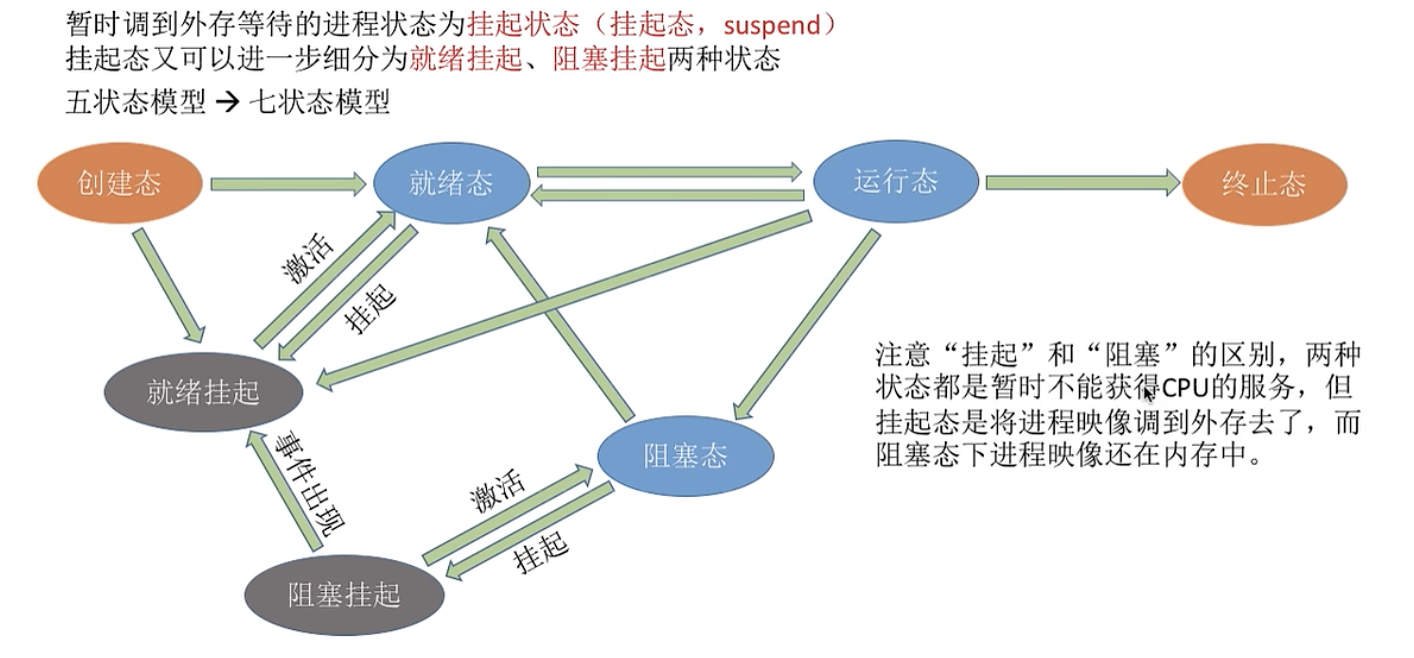 暂时调到外存等待的进程状态为挂起状态（挂起态，suspend）
挂起态又可以进一步细分为就绪挂起、阻塞挂起两种状态
五状态模型 → 七状态模型
创建态
就绪态
运行态
终止态
激活
挂起
就绪挂起
注意“挂起”和“阻塞”的区别，两种
状态都是暂时不能获得CPU的服务，但
挂起态是将进程映像调到外存去了，而
阻塞态下进程映像还在内存中。
事件出现
阻塞态
激活
挂起
阻塞挂起